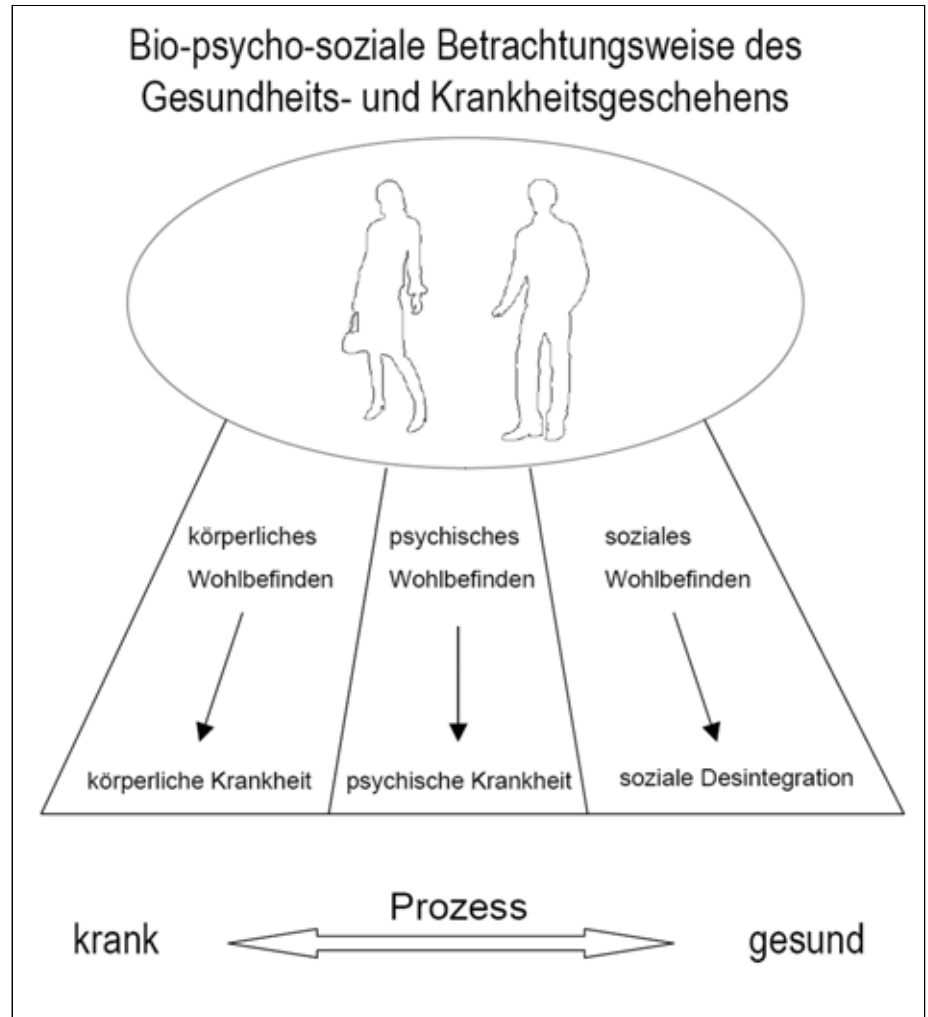 Bio-psycho-soziale Betrachtungsweise des
Gesundheits- und Krankheitsgeschehens
körperliches
Wohlbefinden
psychisches
Wohlbefinden
soziales
Wohlbefinden
körperliche Krankheit
psychische Krankheit
soziale Desintegration
Prozess
krank
gesund